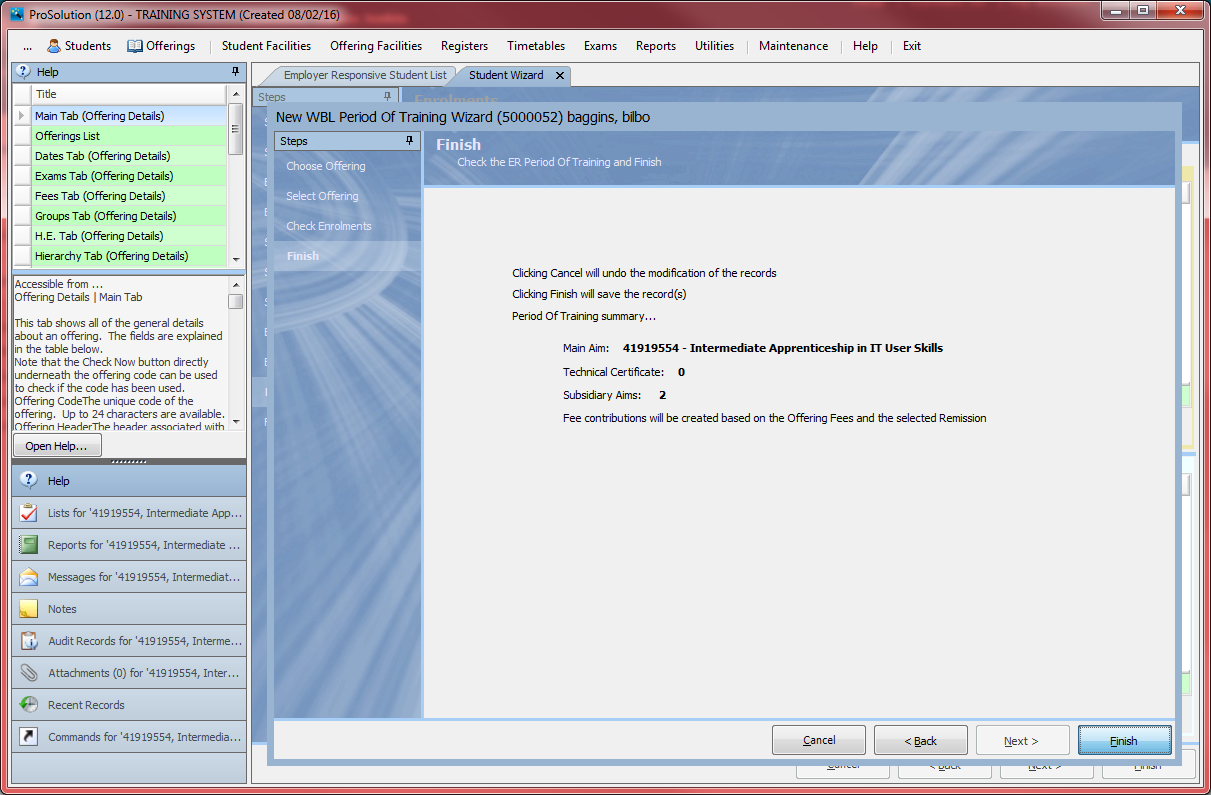 ProSolution (12.0) - TRAINING SYSTEM (Created 08/02/16)
... Students Offerings Student Facilities Offering Facilities Registers Timetables Exams Reports Utilities Maintenance Help Exit
Help
Title
Main Tab (Offering Details)
Offerings List
Dates Tab (Offering Details)
Exams Tab (Offering Details)
Fees Tab (Offering Details)
Groups Tab (Offering Details)
H.E. Tab (Offering Details)
Hierarchy Tab (Offering Details)
Accessible from ...
Offering Details | Main Tab
This tab shows all of the general details
about an offering. The fields are explained
in the table below.
Note that the Check Now button directly
underneath the offering code can be used
to check if the code has been used.
Offering CodeThe unique code of the
offering. Up to 24 characters are available.
Offering HeaderThe header associated with
Open Help...
Help
Lists for '41919554, Intermediate App...
Reports for '41919554, Intermediate ...
Messages for '41919554, Intermediat...
Notes
Audit Records for '41919554, Interme...
Attachments (0) for '41919554, Inter...
Recent Records
Commands for '41919554, Intermedia...
Employer Responsive Student List Student Wizard
Steps
Enrolments
New WBL Period Of Training Wizard (5000052) baggins, bilbo
Steps
Choose Offering
Select Offering
Check Enrolments
Finish
Finish
Check the ER Period Of Training and Finish
Clicking Cancel will undo the modification of the records
Clicking Finish will save the record(s)
Period Of Training summary...
Main Aim: 41919554 - Intermediate Apprenticeship in IT User Skills
Technical Certificate: 0
Subsidiary Aims: 2
Fee contributions will be created based on the Offering Fees and the selected Remission
Cancel < Back Next > Finish
Cancel < Back Next > Finish